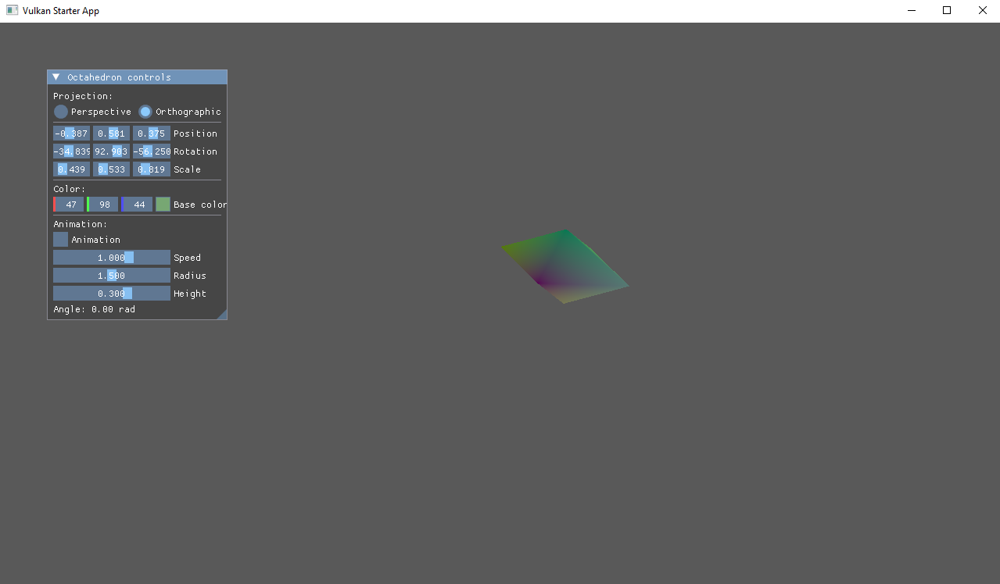 Vulkan Starter App
Octahedron controls
Projection:
Perspective Orthographic
-0.387 0.581 0.375 Position
-34.839 92.903 -56.250 Rotation
0.439 0.533 0.819 Scale
Color:
47 98 44 Base color
Animation:
Animation
1.000 Speed
1.500 Radius
0.300 Height
Angle: 0.00 rad